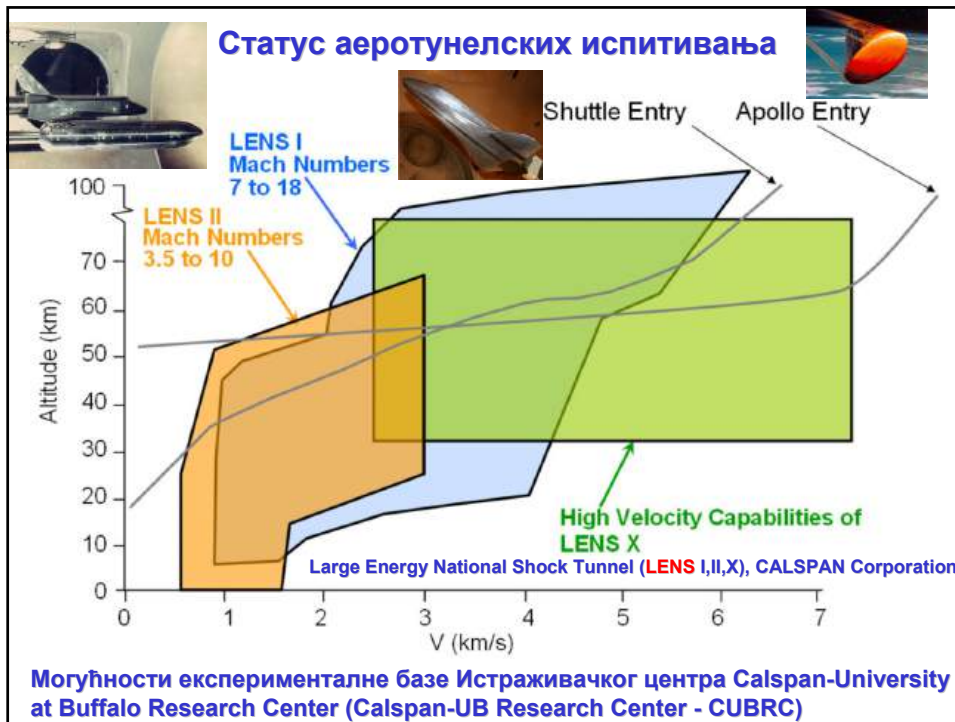 Статус аеротунелских испитивања
Shuttle Entry
Apollo Entry
LENS I
Mach Numbers
7 to 18
LENS II
Mach Numbers
3.5 to 10
100
70
60
50
40
30
20
10
0
Altitude (km)
High Velocity Capabilities of
LENS X
Large Energy National Shock Tunnel (LENS I,II,X), CALSPAN Corporation
0
1
2
3
4
5
6
7
V (km/s)
Могућности експерименталне базе Истраживачког центра Calspan-University
at Buffalo Research Center (Calspan-UB Research Center - CUBRC)